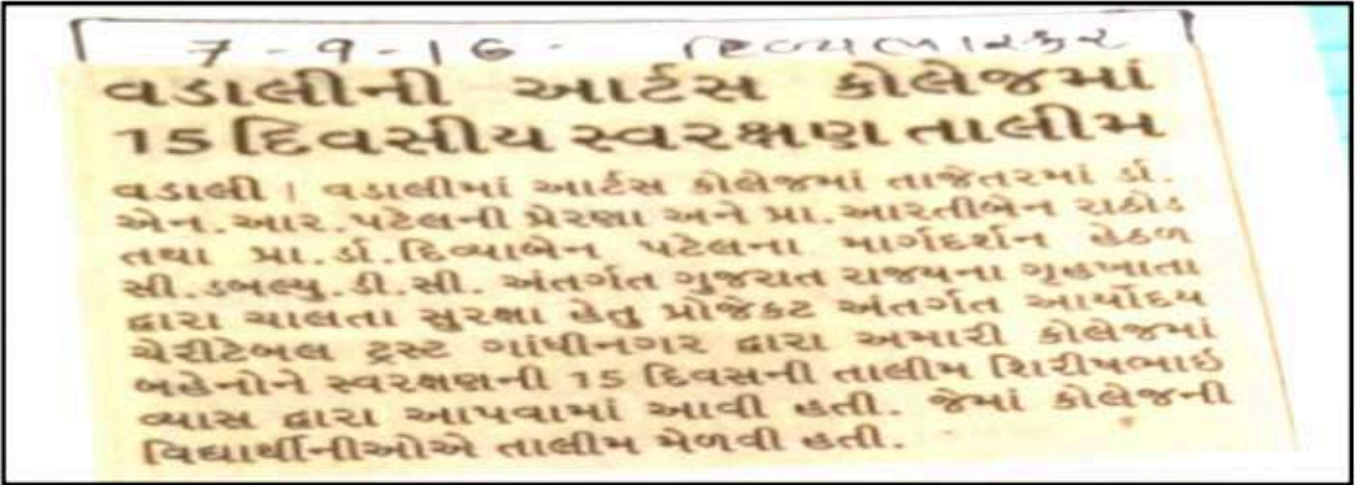 7-9-16. દિવ્યભાસ્કર
વડાલીની આર્ટસ કોલેજમાં
15 દિવસીય સ્વરક્ષણ તાલીમ
વડાલી | વડાલીમાં આર્ટસ કોલેજમાં તાજેતરમાં ડૉ.
એન.આર.પટેલની પ્રેરણા અને પ્રા.આરતીબેન રાઠોડ
તથા પ્રા.ડૉ.દિવ્યાબેન પટેલના માર્ગદર્શન હેઠળ
સી.ડબલ્યુ.ડી.સી. અંતર્ગત ગુજરાત રાજ્યના ગૃહખાતા
દ્વારા ચાલતા સુરક્ષા હેતુ પ્રોજેકટ અંતર્ગત આર્યોદય
ચેરીટેબલ ટ્રસ્ટ ગાંધીનગર દ્વારા અમારી કોલેજમાં
બહેનોને સ્વરક્ષણની 15 દિવસની તાલીમ શિરીષભાઈ
વ્યાસ દ્વારા આપવામાં આવી હતી. જેમાં કોલેજની
વિદ્યાર્થીનીઓએ તાલીમ મેળવી હતી.